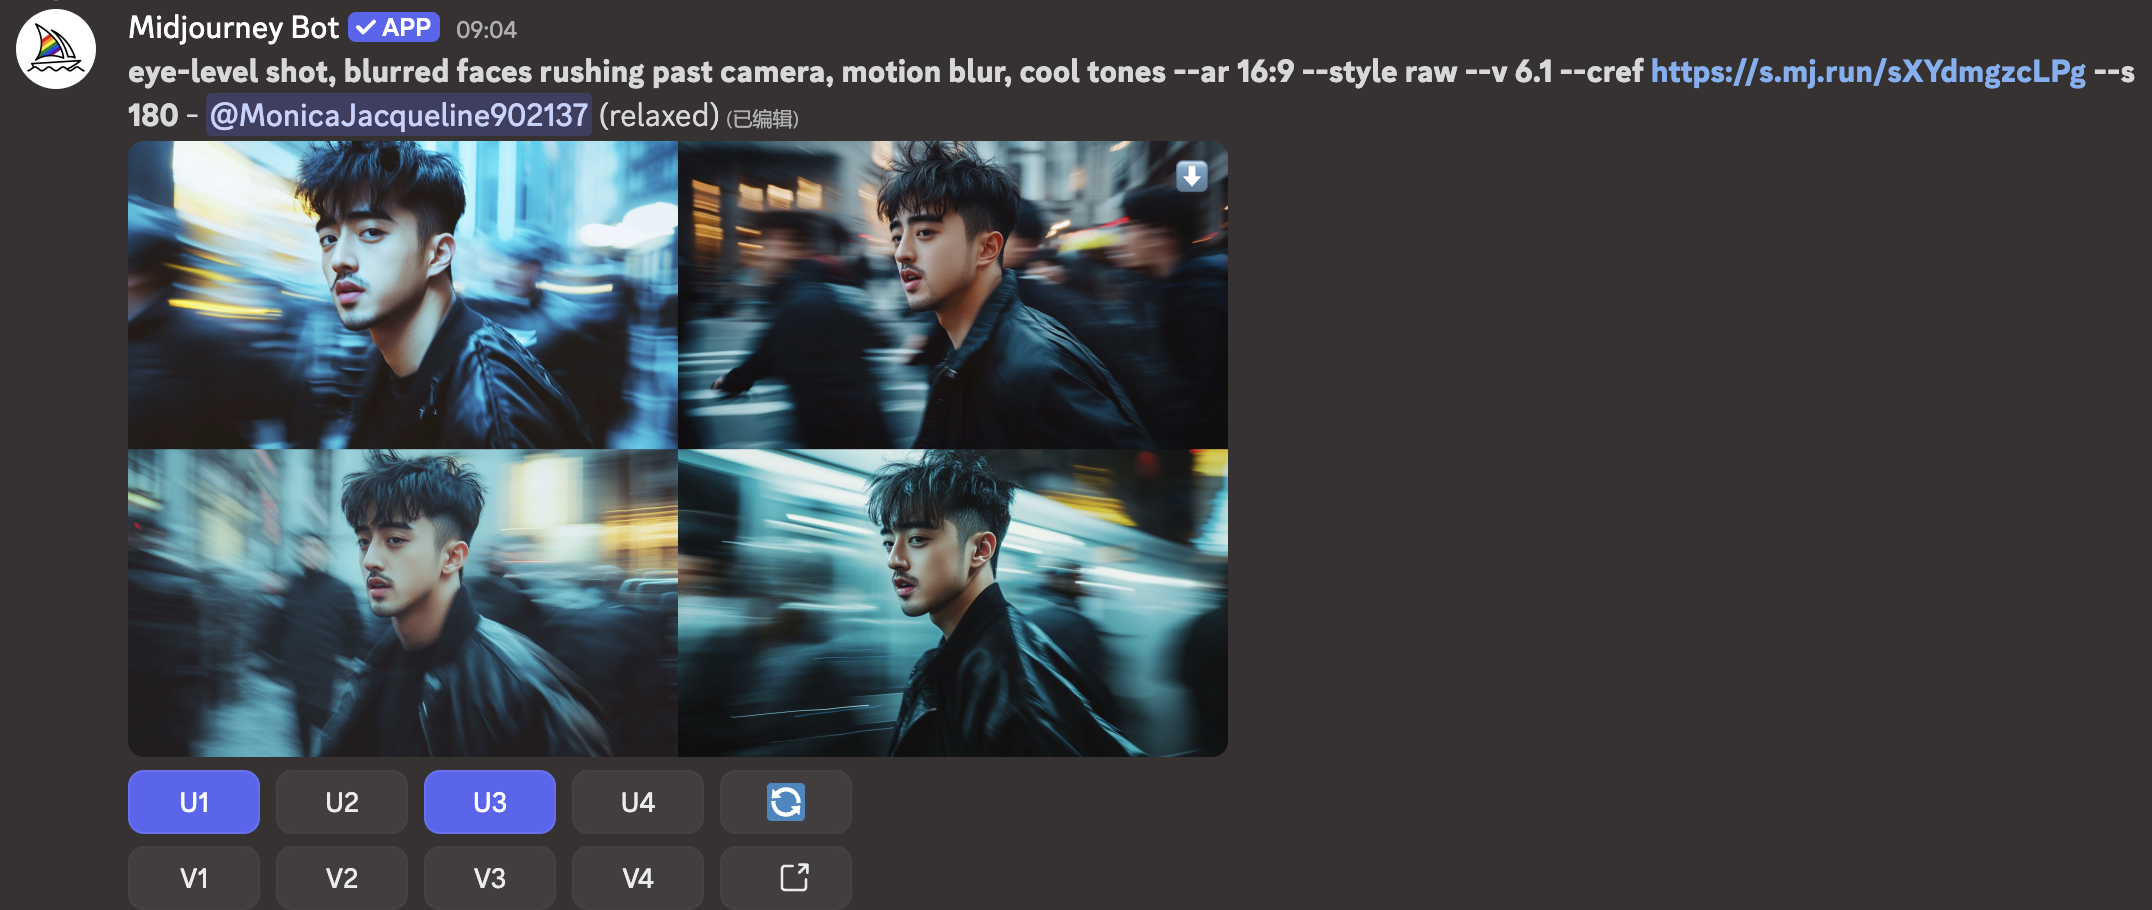 Midjourney Bot APP 09:04
eye-level shot, blurred faces rushing past camera, motion blur, cool tones --ar 16:9 --style raw --v 6.1 --cref https://s.mj.run/sXYdmgzcLPg --s
180 - @MonicaJacqueline902137 (relaxed) (已编辑)
U1 U2 U3 U4
V1 V2 V3 V4